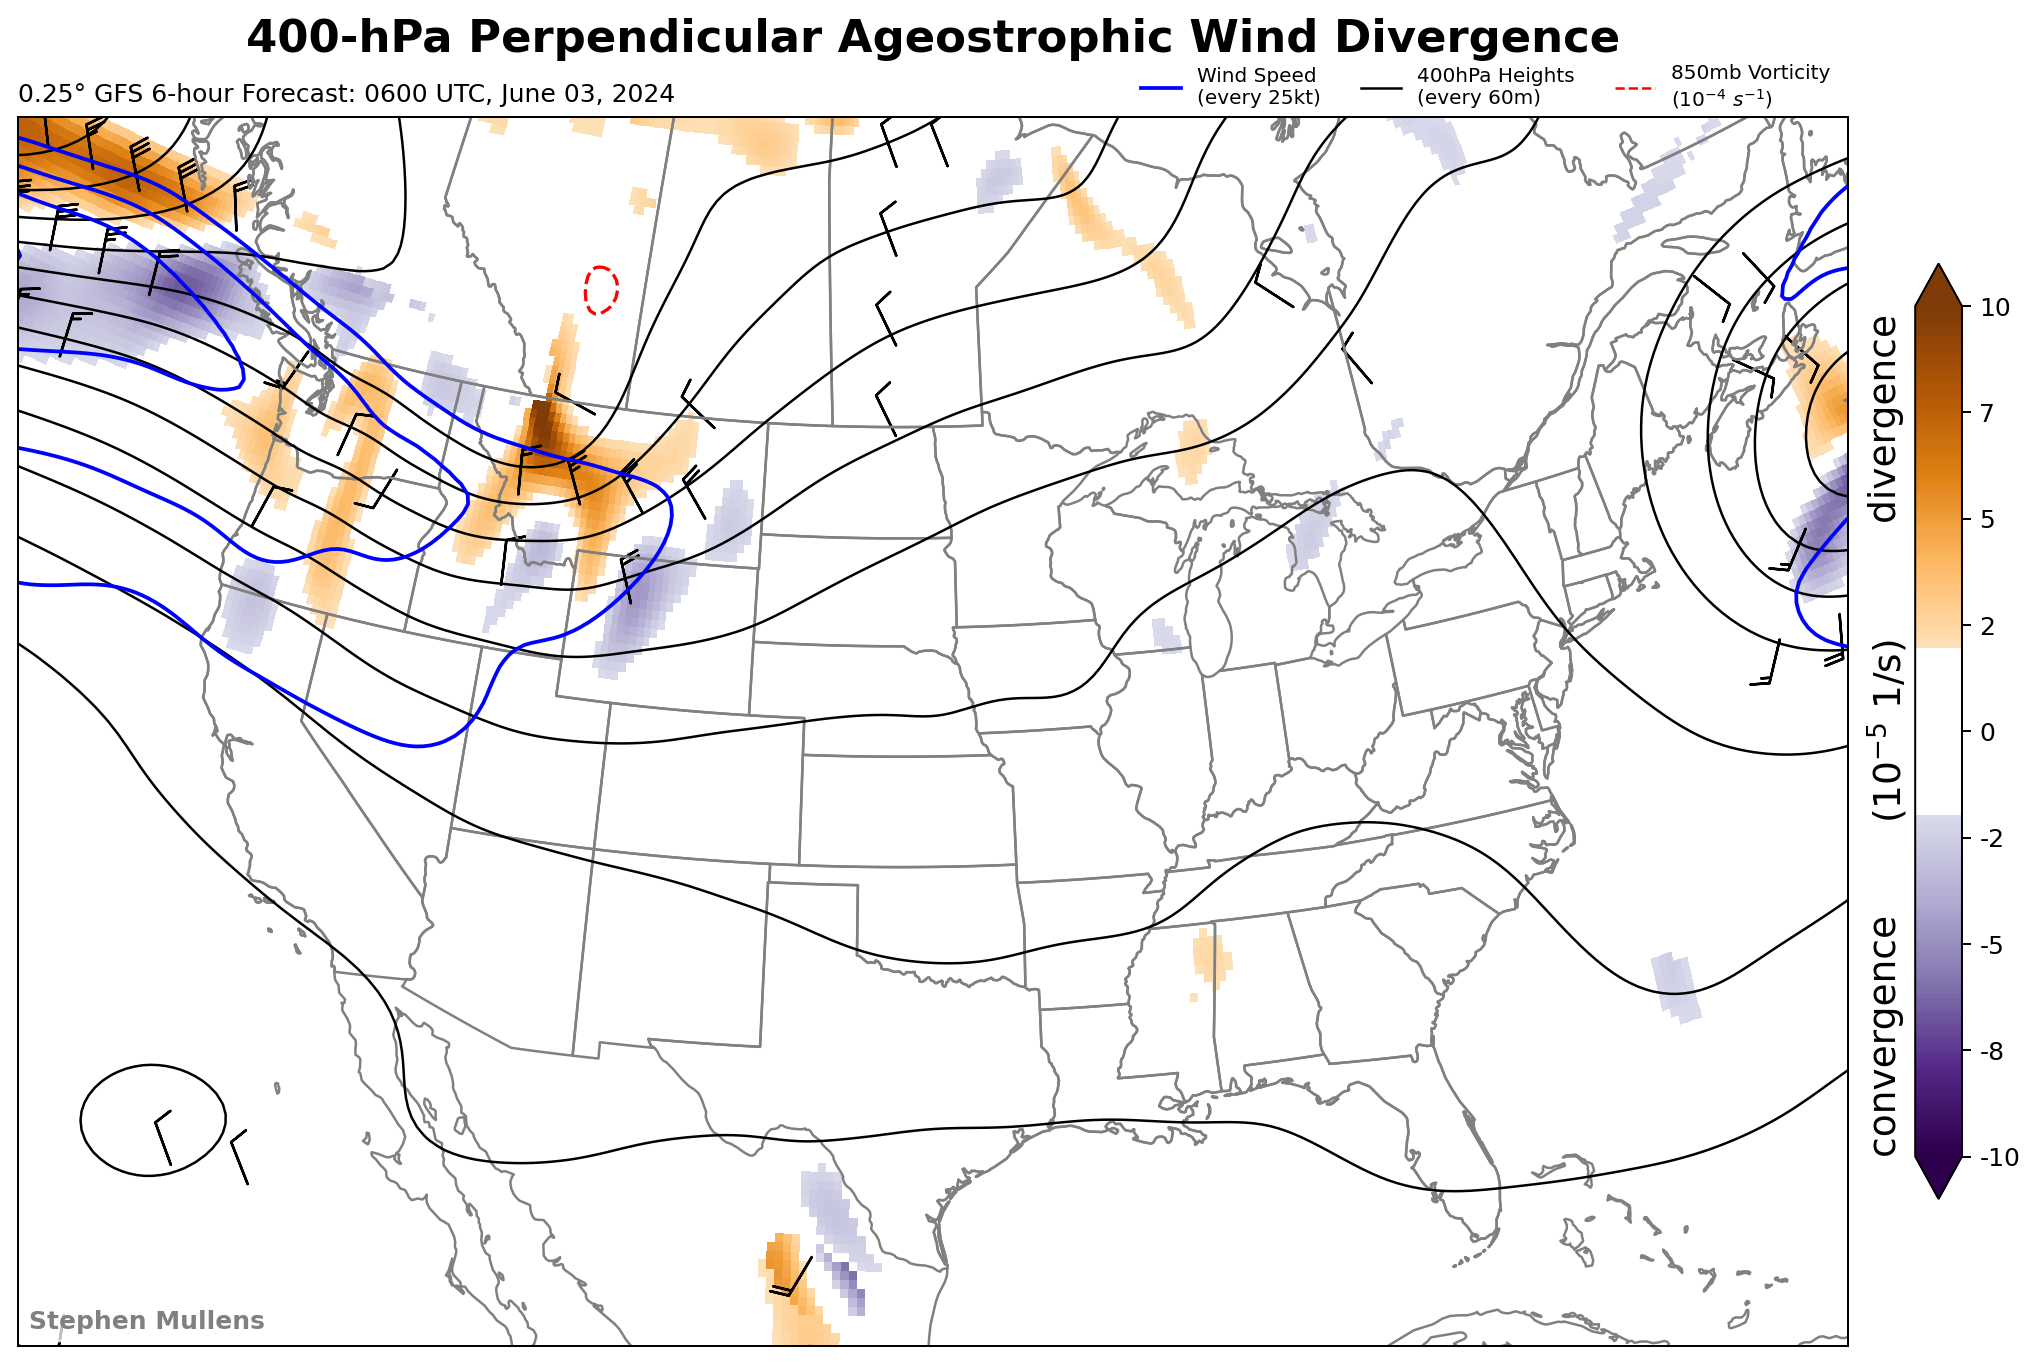 400-hPa Perpendicular Ageostrophic Wind Divergence
0.25° GFS 6-hour Forecast: 0600 UTC, June 03, 2024
Wind Speed
(every 25kt)
400hPa Heights
(every 60m)
850mb Vorticity
(10⁻⁴ s⁻¹)
convergence (10⁻⁵ 1/s) divergence
10
7
5
2
0
-2
-5
-8
-10
Stephen Mullens